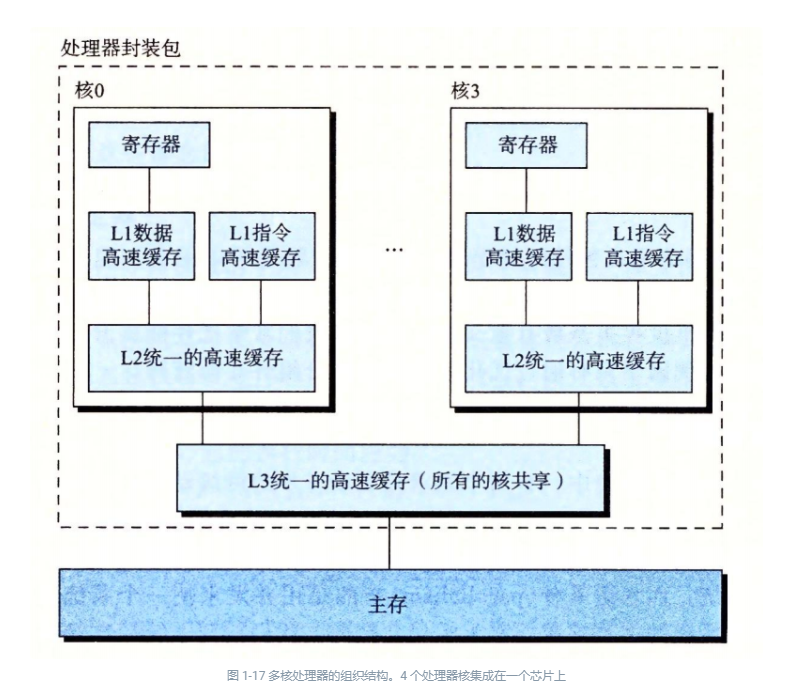 处理器封装包
核0
核3
寄存器
寄存器
L1数据
高速缓存
L1指令
高速缓存
...
L1数据
高速缓存
L1指令
高速缓存
L2统一的高速缓存
L2统一的高速缓存
L3统一的高速缓存（所有的核共享）
主存
图 1-17 多核处理器的组织结构。4 个处理器核集成在一个芯片上